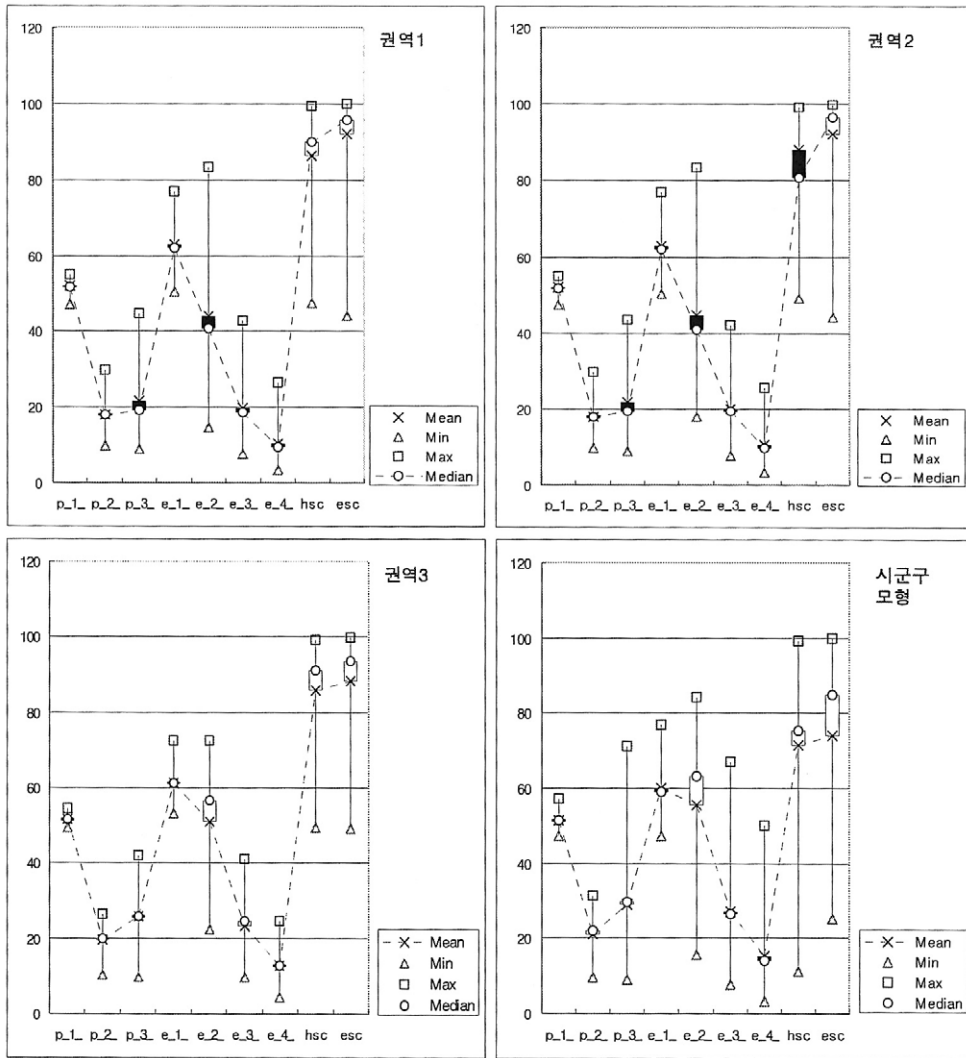 권역1
120
100
80
60
40
20
0
p_1_ p_2_ p_3_ e_1_ e_2_ e_3_ e_4_ hsc esc
Mean
Min
Max
Median
권역2
120
100
80
60
40
20
0
p_1_ p_2_ p_3_ e_1_ e_2_ e_3_ e_4_ hsc esc
Mean
Min
Max
Median
권역3
120
100
80
60
40
20
0
p_1_ p_2_ p_3_ e_1_ e_2_ e_3_ e_4_ hsc esc
Mean
Min
Max
Median
시군구
모형
120
100
80
60
40
20
0
p_1_ p_2_ p_3_ e_1_ e_2_ e_3_ e_4_ hsc esc
Mean
Min
Max
Median